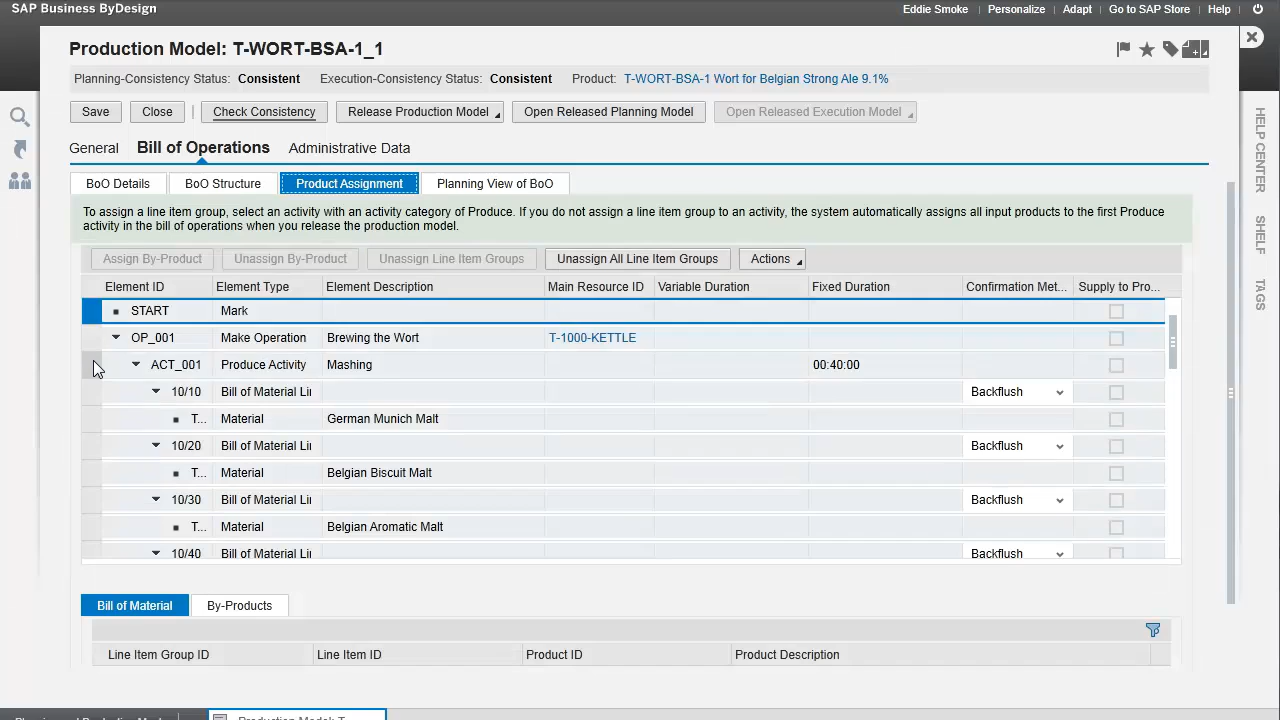 SAP Business ByDesign
Eddie Smoke Personalize Adapt Go to SAP Store Help
Production Model: T-WORT-BSA-1_1
Planning-Consistency Status: Consistent Execution-Consistency Status: Consistent Product: T-WORT-BSA-1 Wort for Belgian Strong Ale 9.1%
Save Close Check Consistency Release Production Model Open Released Planning Model Open Released Execution Model
General Bill of Operations Administrative Data
BoO Details BoO Structure Product Assignment Planning View of BoO
To assign a line item group, select an activity with an activity category of Produce. If you do not assign a line item group to an activity, the system automatically assigns all input products to the first Produce
activity in the bill of operations when you release the production model.
Assign By-Product Unassign By-Product Unassign Line Item Groups Unassign All Line Item Groups Actions
Element ID Element Type Element Description Main Resource ID Variable Duration Fixed Duration Confirmation Met... Supply to Pro...
START Mark
OP_001 Make Operation Brewing the Wort T-1000-KETTLE
ACT_001 Produce Activity Mashing 00:40:00
10/10 Bill of Material Li Backflush
T... Material German Munich Malt
10/20 Bill of Material Li Backflush
T... Material Belgian Biscuit Malt
10/30 Bill of Material Li Backflush
T... Material Belgian Aromatic Malt
10/40 Bill of Material Li Backflush
Bill of Material By-Products
Line Item Group ID Line Item ID Product ID Product Description
Production Model: T-
HELP CENTER
SHELF
TAGS